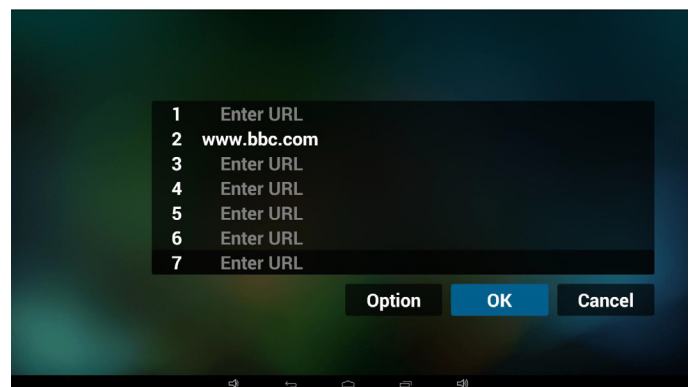 1 Enter URL
2 www.bbc.com
3 Enter URL
4 Enter URL
5 Enter URL
6 Enter URL
7 Enter URL
Option OK Cancel